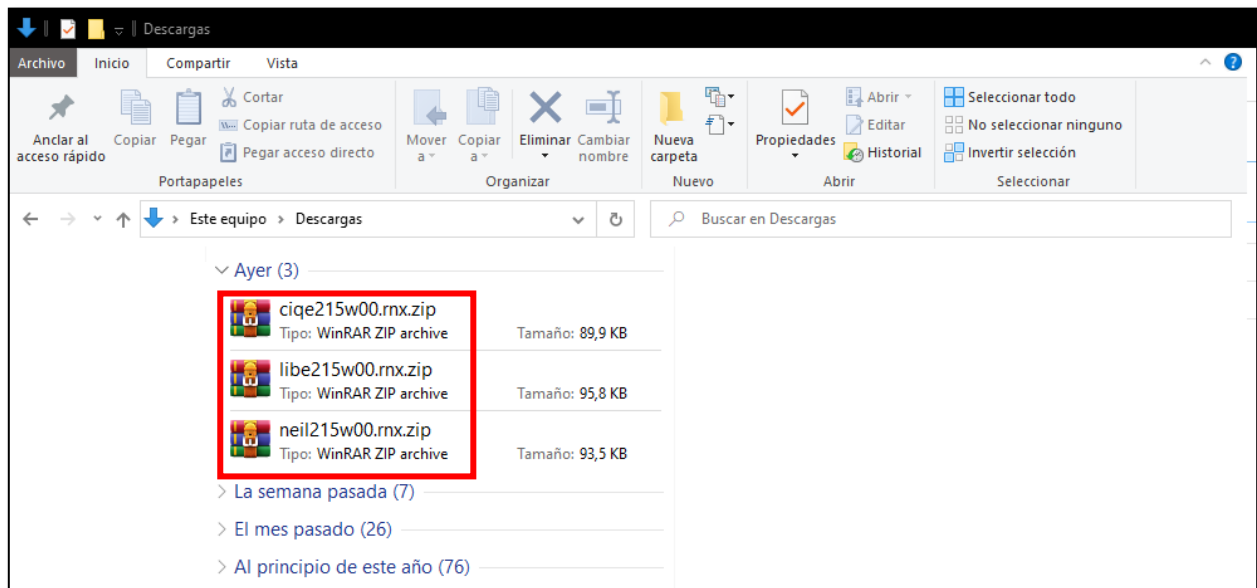 Descargas
Archivo Inicio Compartir Vista
Anclar al acceso rápido
Copiar
Pegar
Cortar
Copiar ruta de acceso
Pegar acceso directo
Portapapeles
Mover a
Copiar a
Eliminar
Cambiar nombre
Organizar
Nueva carpeta
Nuevo
Propiedades
Abrir
Editar
Historial
Abrir
Seleccionar todo
No seleccionar ninguno
Invertir selección
Seleccionar
Este equipo > Descargas
Buscar en Descargas
Ayer (3)
ciqe215w00.rnx.zip
Tipo: WinRAR ZIP archive Tamaño: 89,9 KB
libe215w00.rnx.zip
Tipo: WinRAR ZIP archive Tamaño: 95,8 KB
neil215w00.rnx.zip
Tipo: WinRAR ZIP archive Tamaño: 93,5 KB
La semana pasada (7)
El mes pasado (26)
Al principio de este año (76)